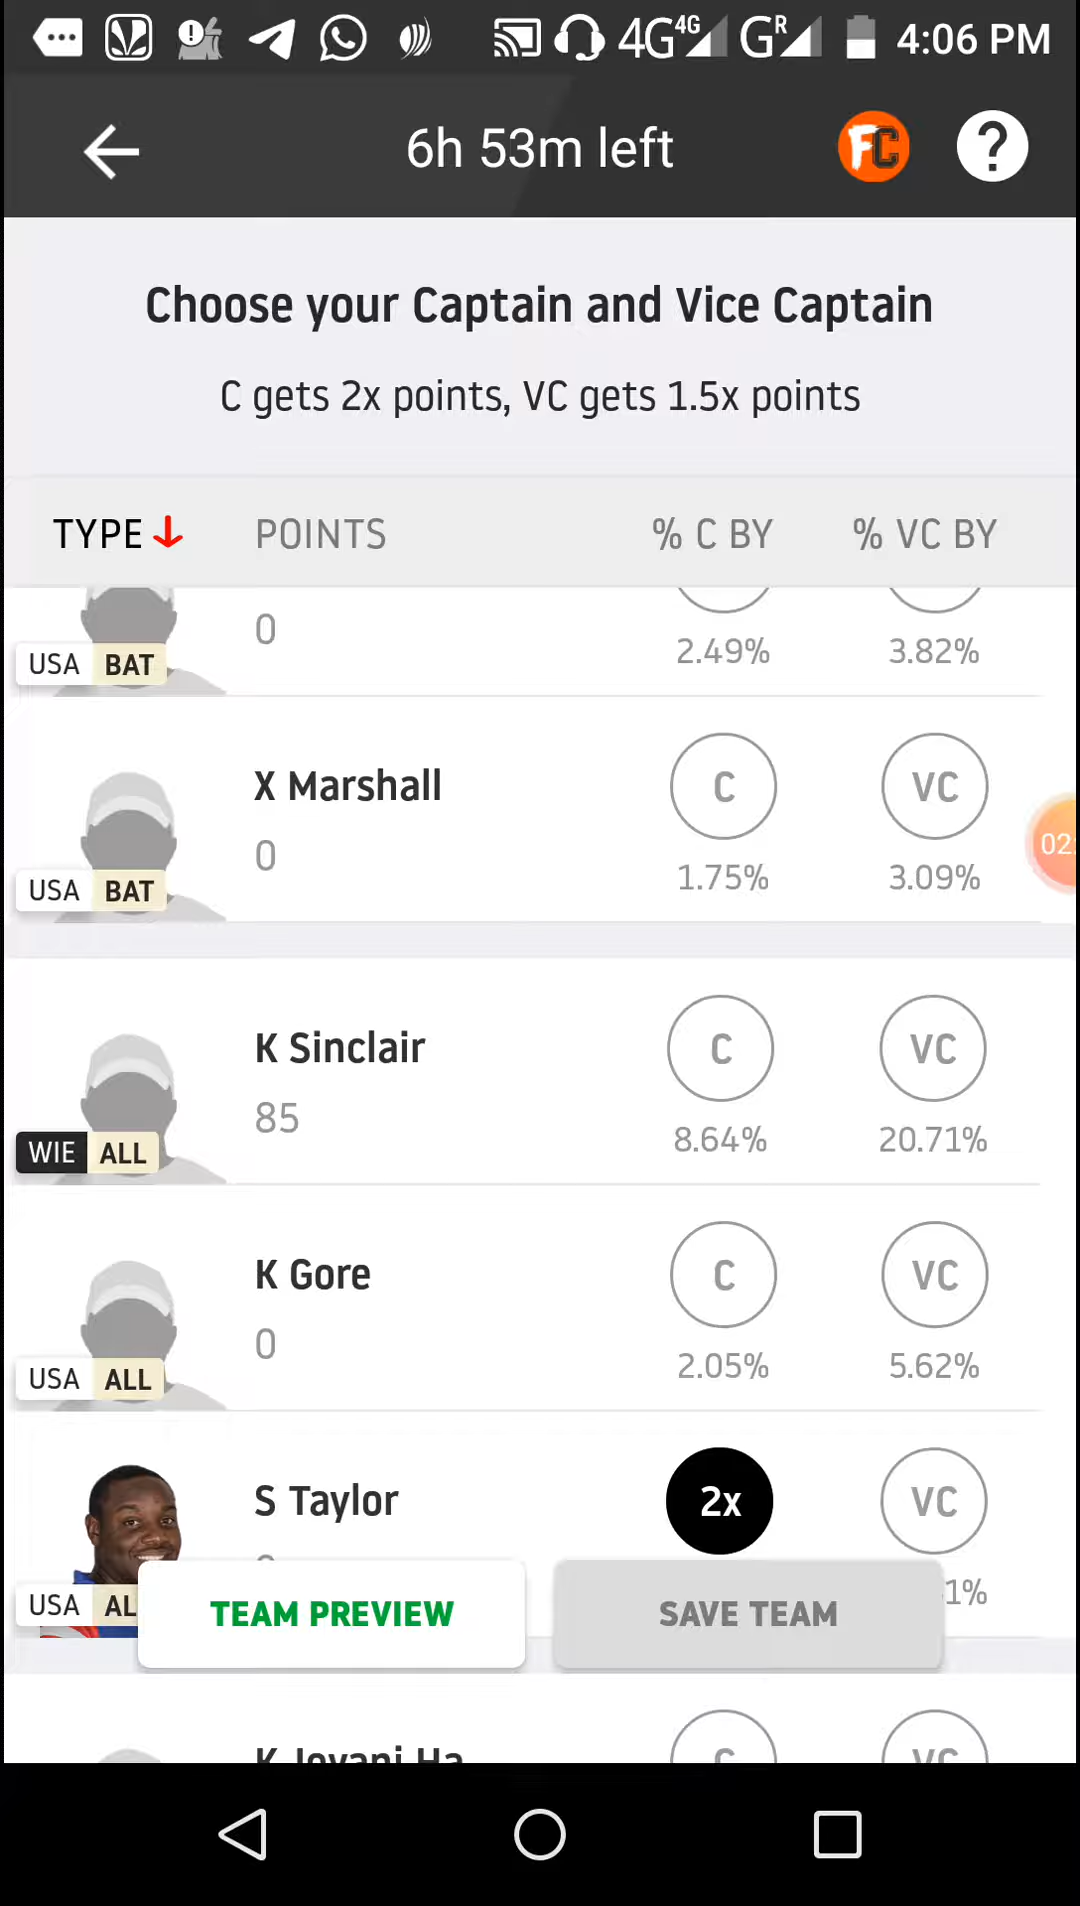 4G 4G G R 4:06 PM
6h 53m left FC ?
Choose your Captain and Vice Captain
C gets 2x points, VC gets 1.5x points
TYPE POINTS % C BY % VC BY
0
USA BAT 2.49% 3.82%
X Marshall C VC
0 1.75% 3.09%
USA BAT
02:
K Sinclair C VC
85 8.64% 20.71%
WIE ALL
K Gore C VC
0 2.05% 5.62%
USA ALL
S Taylor 2x VC
USA AL 1%
TEAM PREVIEW SAVE TEAM
C VC